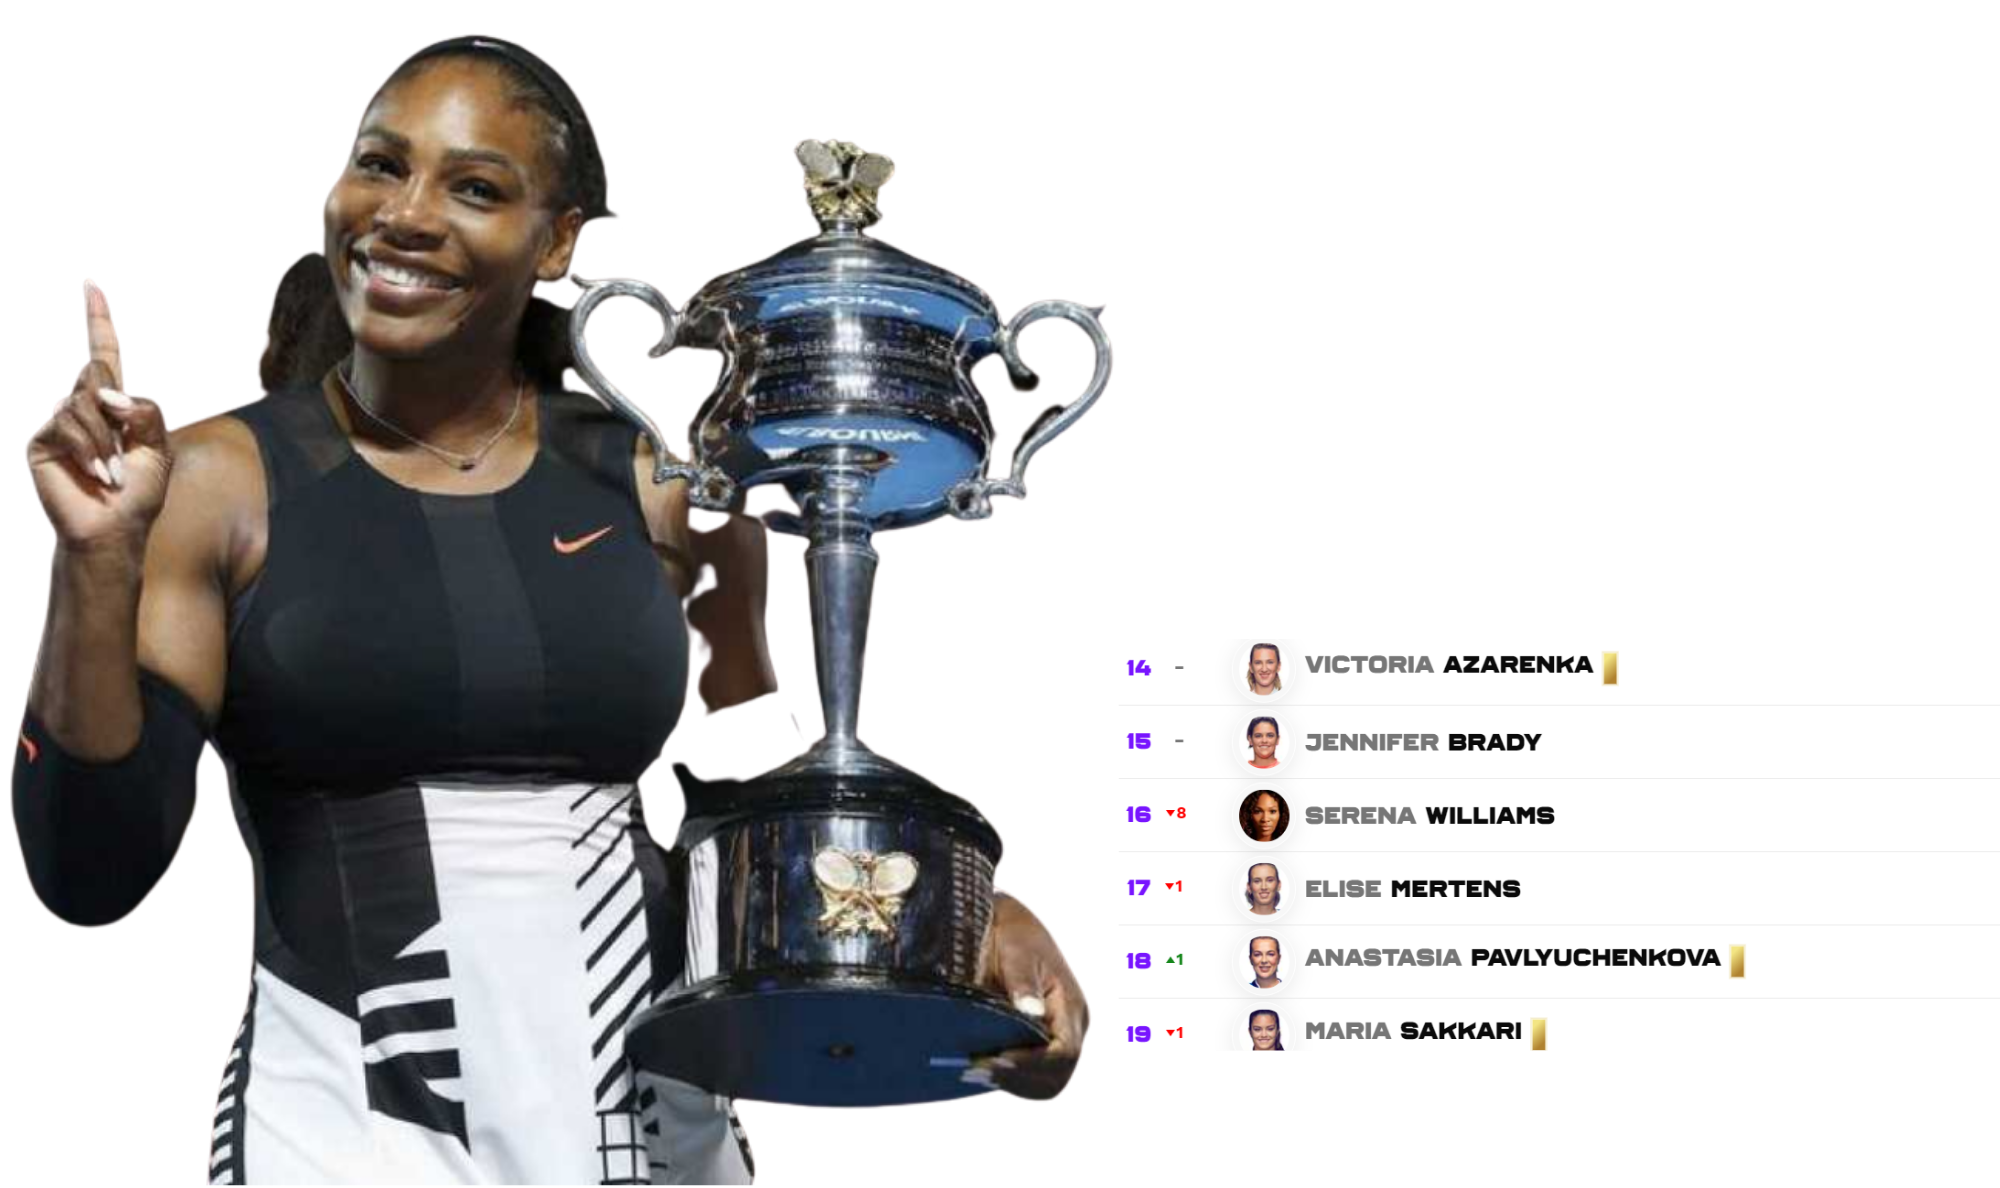 14 - VICTORIA AZARENKA
15 - JENNIFER BRADY
16 ▼8 SERENA WILLIAMS
17 ▼1 ELISE MERTENS
18 ▲1 ANASTASIA PAVLYUCHENKOVA
19 ▼1 MARIA SAKKARI